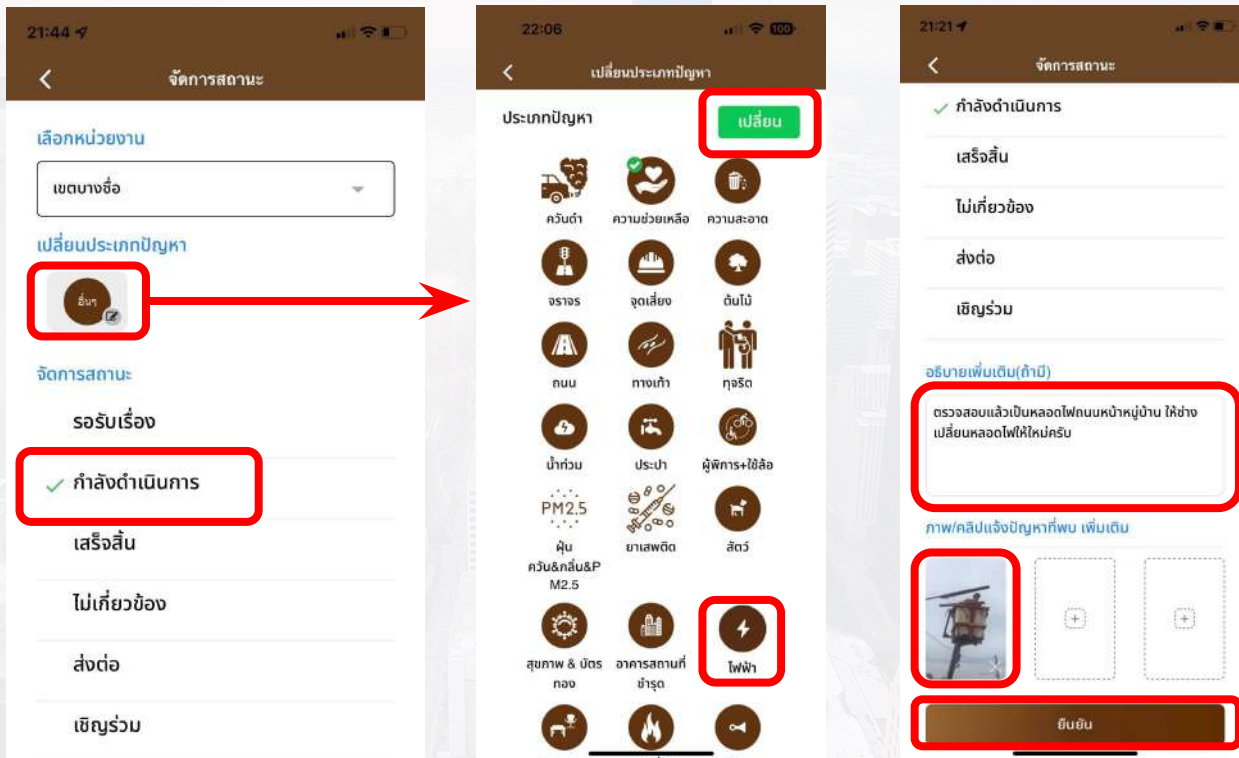 21:44
จัดการสถานะ
เลือกหน่วยงาน
เขตบางซื่อ
เปลี่ยนประเภทปัญหา
อื่นๆ
จัดการสถานะ
รอรับเรื่อง
กำลังดำเนินการ
เสร็จสิ้น
ไม่เกี่ยวข้อง
ส่งต่อ
เชิญร่วม
22:06
100
เปลี่ยนประเภทปัญหา
ประเภทปัญหา
เปลี่ยน
ควันดำ ความช่วยเหลือ ความสะอาด
จราจร จุดเสี่ยง ต้นไม้
ถนน ทางเท้า ทุจริต
น้ำท่วม ประปา ผู้พิการ+ใช้ล้อ
PM2.5
ฝุ่น ยาเสพติด สัตว์
ควัน&กลิ่น&P
M2.5
สุขภาพ & บัตร อาคารสถานที่ ไฟฟ้า
ทอง ชำรุด
21:21
จัดการสถานะ
กำลังดำเนินการ
เสร็จสิ้น
ไม่เกี่ยวข้อง
ส่งต่อ
เชิญร่วม
อธิบายเพิ่มเติม(ถ้ามี)
ตรวจสอบแล้วเป็นหลอดไฟถนนหน้าหมู่บ้าน ให้ช่าง
เปลี่ยนหลอดไฟให้ใหม่ครับ
ภาพ/คลิปแจ้งปัญหาที่พบ เพิ่มเติม
ยืนยัน